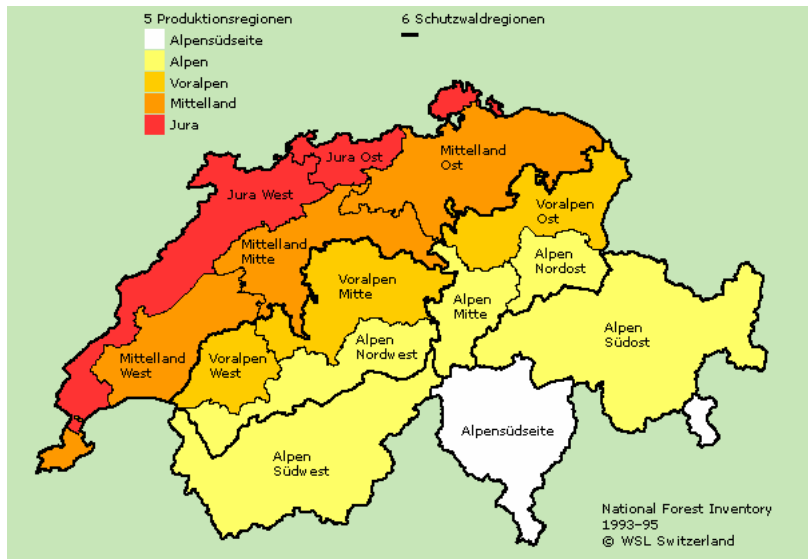 5 Produktionsregionen
Alpensüdseite
Alpen
Voralpen
Mittelland
Jura
6 Schutzwaldregionen
Jura Ost
Mittelland
Ost
Jura West
Voralpen
Ost
Mittelland
Mitte
Alpen
Nordost
Voralpen
Mitte
Alpen
Mitte
Alpen
Südost
Alpen
Nordwest
Mittelland
West
Voralpen
West
Alpensüdseite
Alpen
Südwest
National Forest Inventory
1993-95
© WSL Switzerland